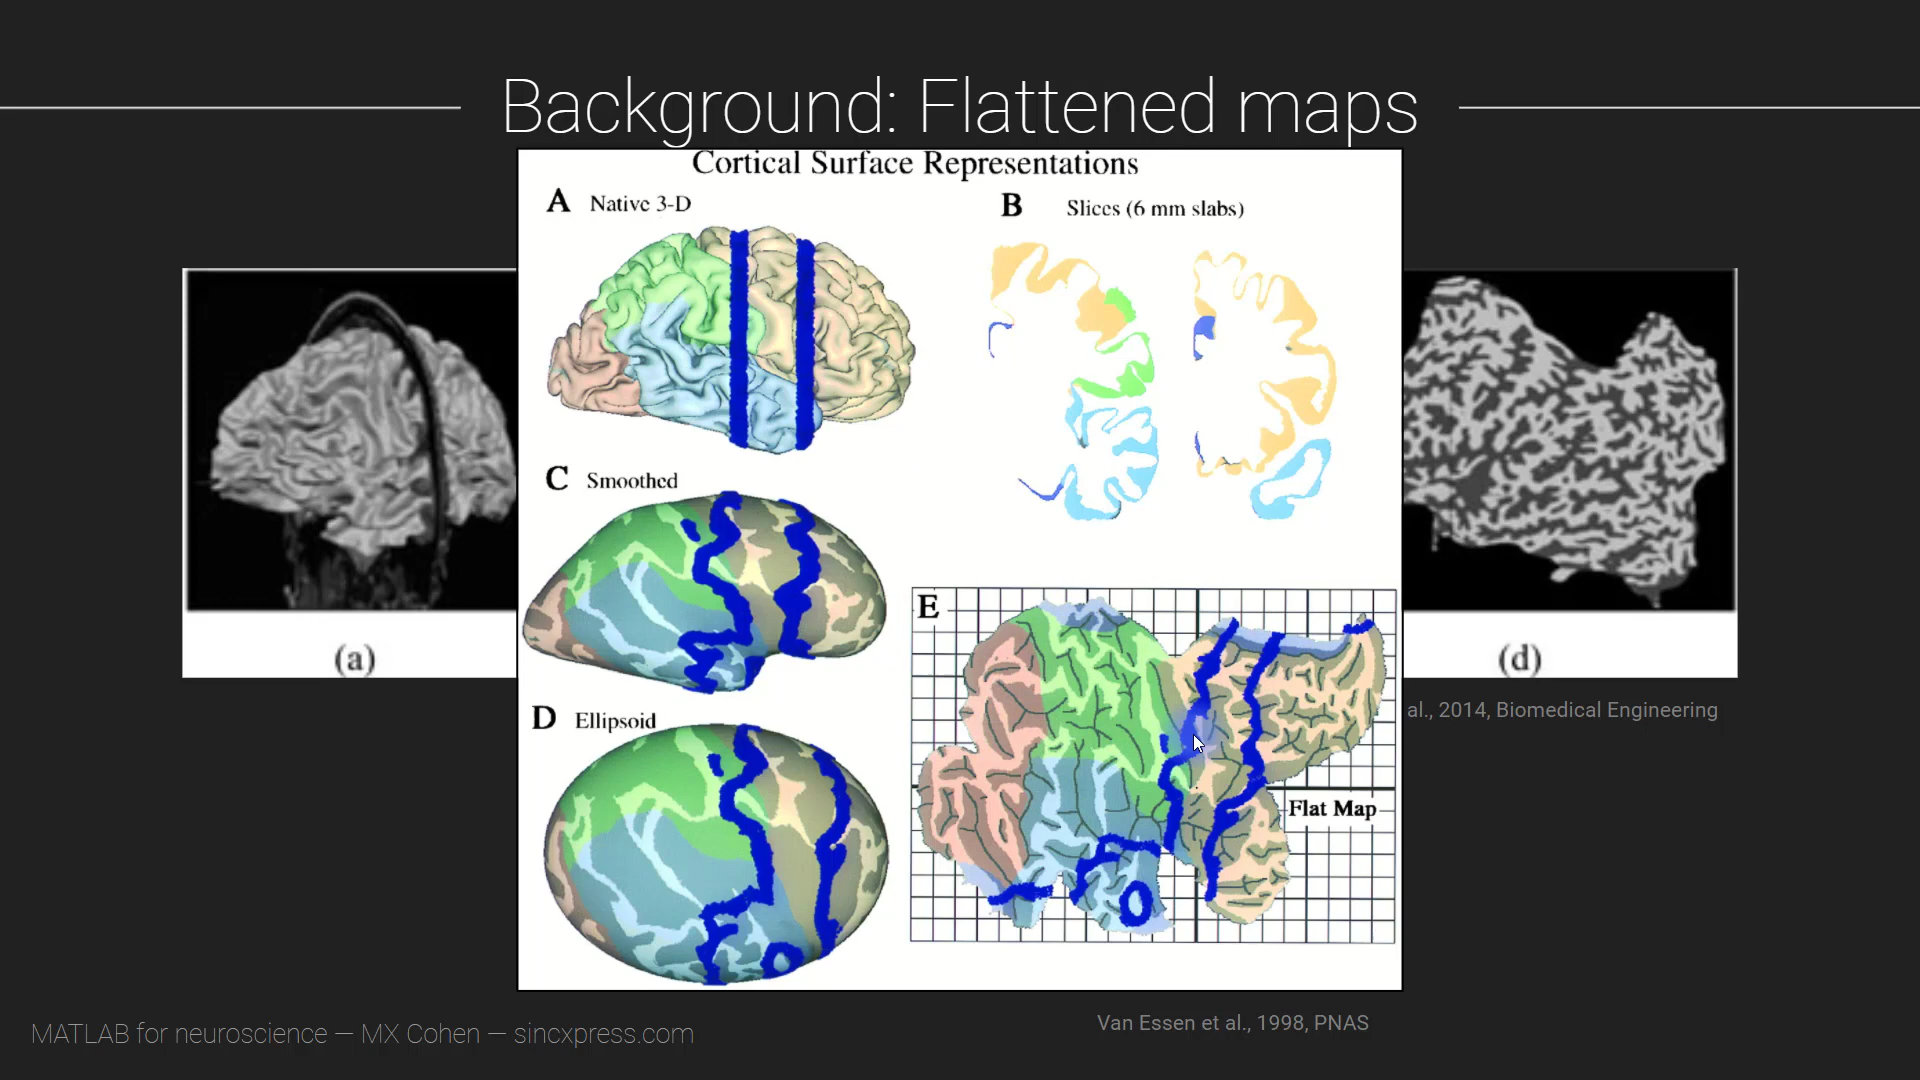 Background: Flattened maps
Cortical Surface Representations
A Native 3-D
B Slices (6 mm slabs)
C Smoothed
D Ellipsoid
E
Flat Map
(a)
(d)
al., 2014, Biomedical Engineering
Van Essen et al., 1998, PNAS
MATLAB for neuroscience — MX Cohen — sincxpress.com